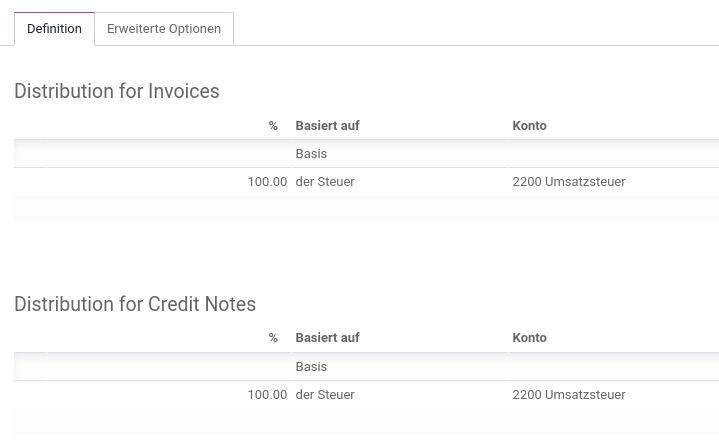 Definition Erweiterte Optionen
Distribution for Invoices
% Basiert auf Konto
Basis
100.00 der Steuer 2200 Umsatzsteuer
Distribution for Credit Notes
% Basiert auf Konto
Basis
100.00 der Steuer 2200 Umsatzsteuer